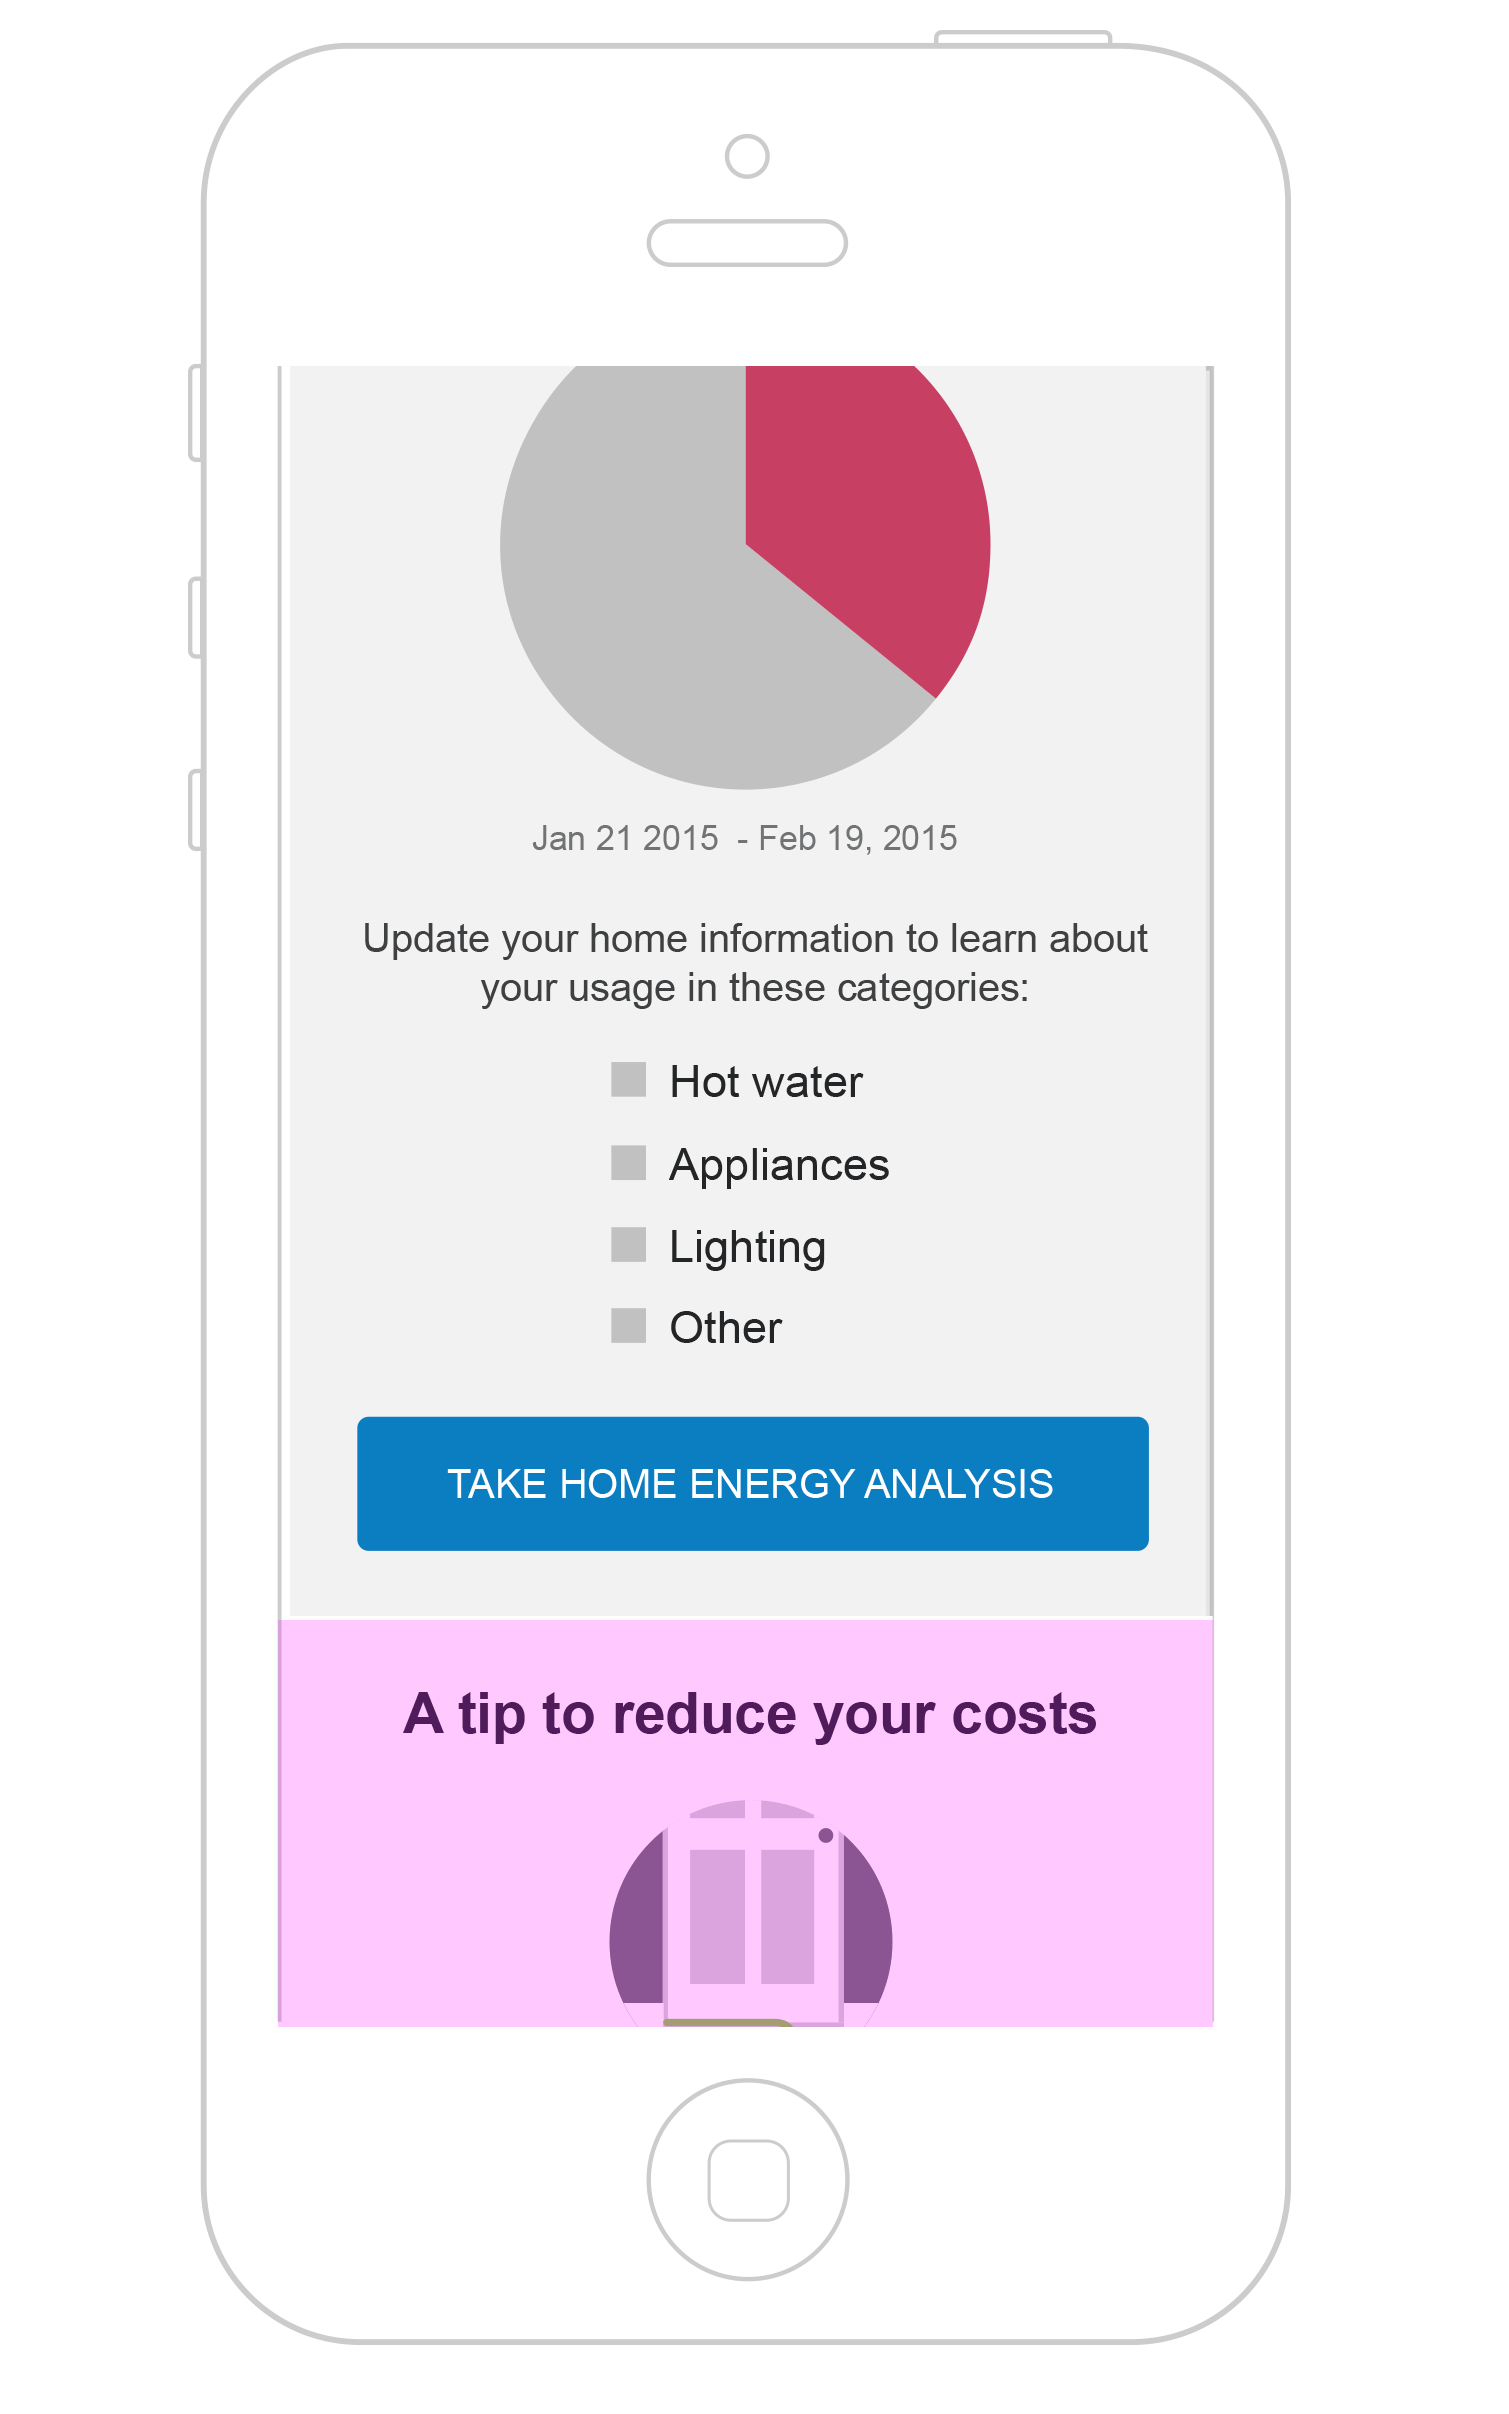 Jan 21 2015  - Feb 19, 2015
Update your home information to learn about
your usage in these categories:
Hot water
Appliances
Lighting
Other
TAKE HOME ENERGY ANALYSIS
A tip to reduce your costs